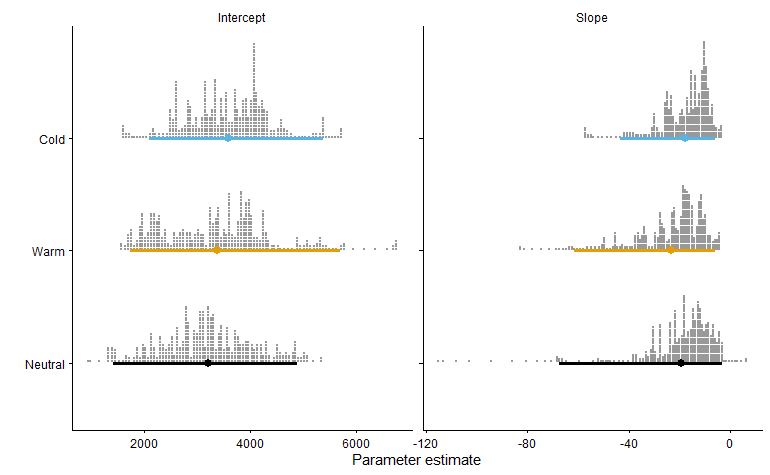 Intercept Slope
Cold
Warm
Neutral
2000 4000 6000 -120 -80 -40 0
Parameter estimate